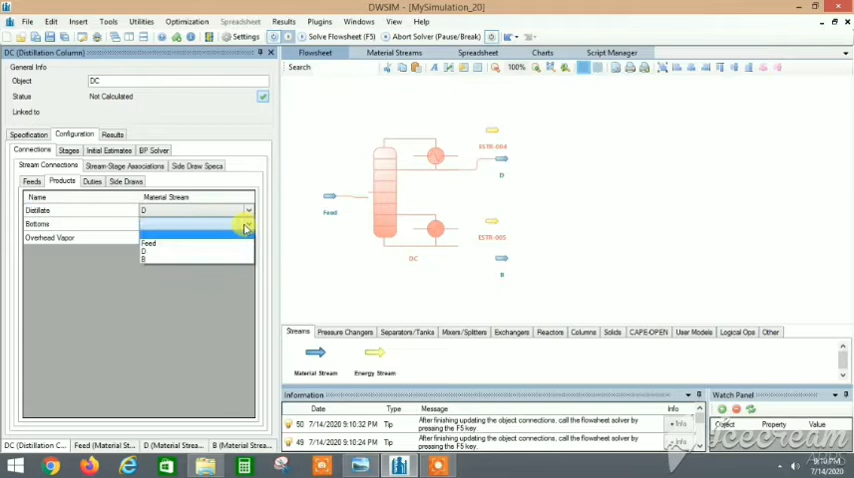 DWSIM - [MySimulation_20]
File Edit Insert Tools Utilities Optimization Spreadsheet Results Plugins Windows View Help
Settings Solve Flowsheet (F5) Abort Solver (Pause/Break)
DC (Distillation Column)
General Info
Object DC
Status Not Calculated
Linked to
Specification Configuration Results
Connections Stages Initial Estimates BP Solver
Stream Connections Stream-Stage Associations Side Draw Specs
Feeds Products Duties Side Draws
Name Material Stream
Distillate D
Bottoms
Overhead Vapor
Feed
D
B
Flowsheet Material Streams Spreadsheet Charts Script Manager
Search 100%
ESTR-004
D
Feed
ESTR-005
DC
B
Streams Pressure Changers Separators/Tanks Mixers/Splitters Exchangers Reactors Columns Solids CAPE-OPEN User Models Logical Ops Other
Material Stream Energy Stream
Information
Date Type Message Info
50 7/14/2020 9:10:32 PM Tip After finishing updating the object connections, call the flowsheet solver by pressing the F5 key. Info
49 7/14/2020 9:10:24 PM Tip After finishing updating the object connections, call the flowsheet solver by pressing the F5 key. Info
Watch Panel
Object Property Value
DC (Distillation C... Feed (Material St... D (Material Strea... B (Material Strea...
Icecream
APPS
9:10 PM
7/14/2020